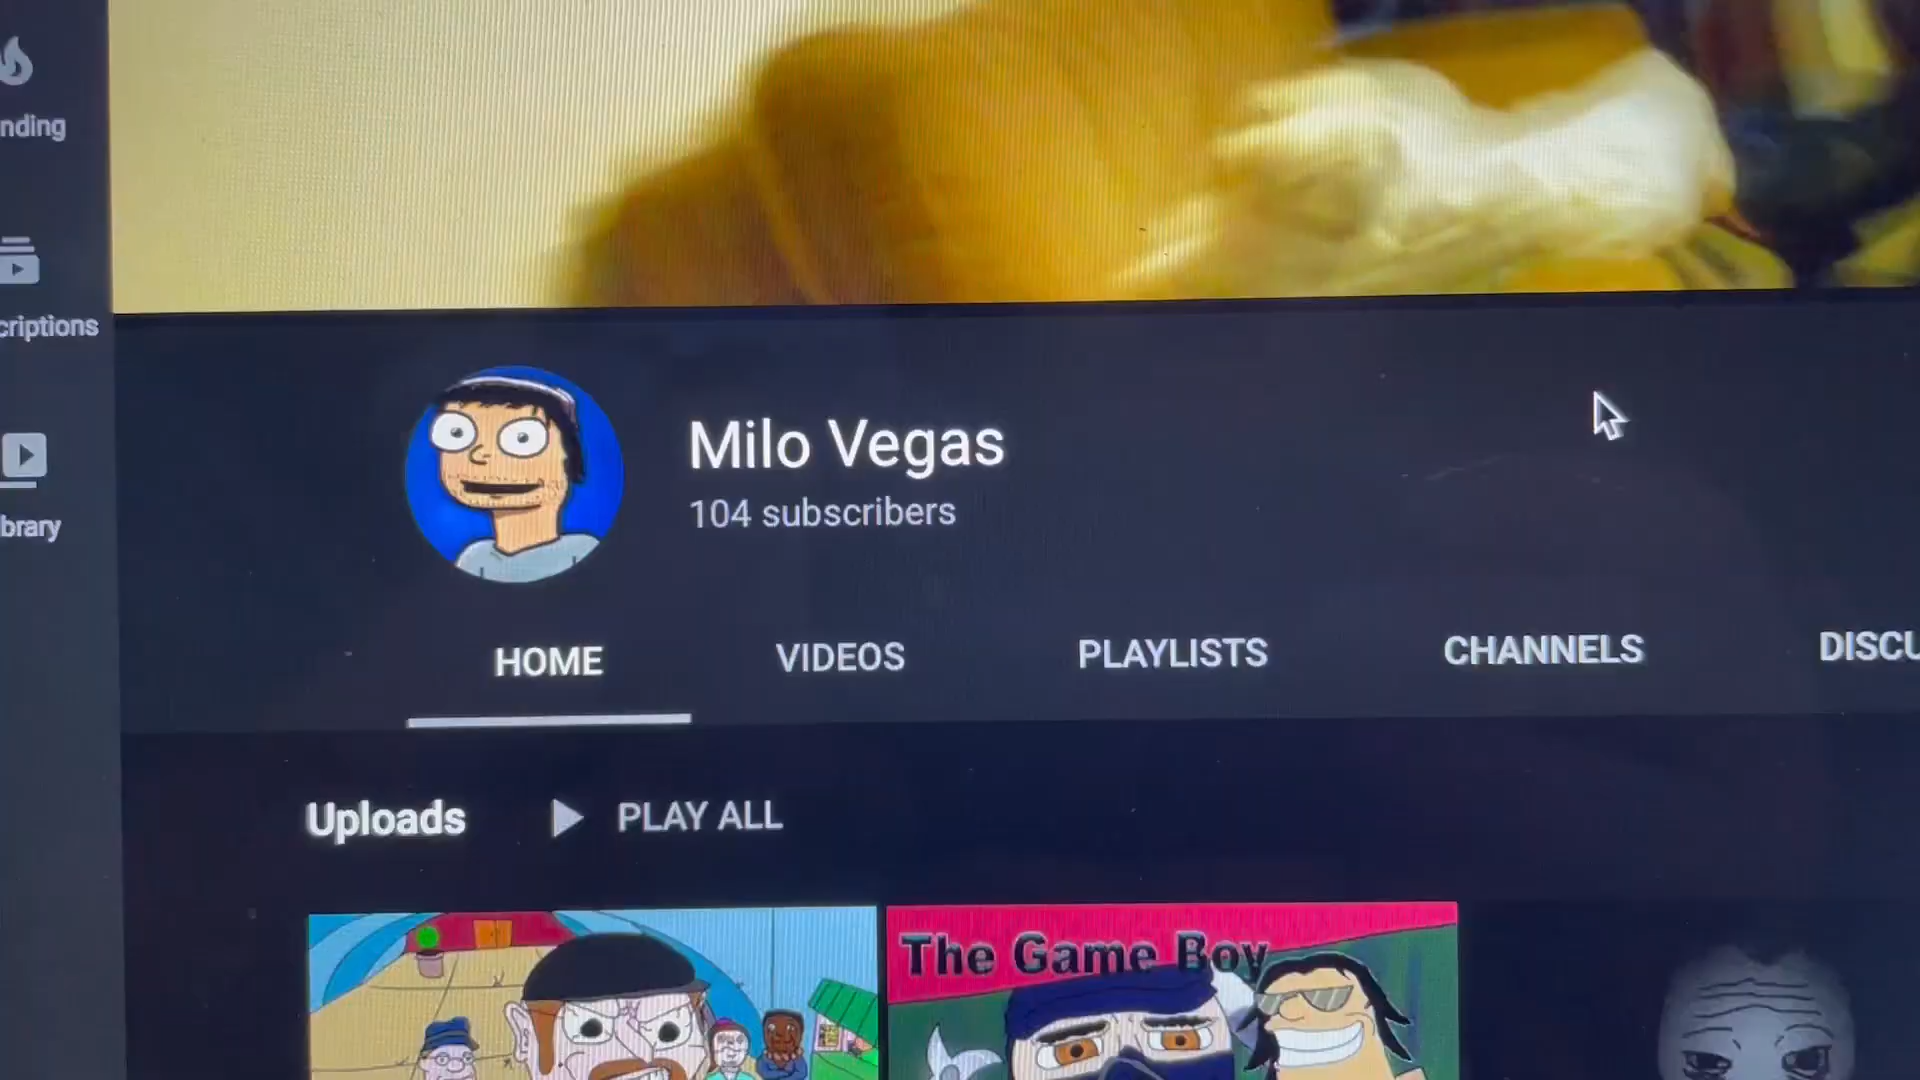 nding
criptions
brary
Milo Vegas
104 subscribers
HOME VIDEOS PLAYLISTS CHANNELS DISCU
Uploads PLAY ALL
The Game Boy